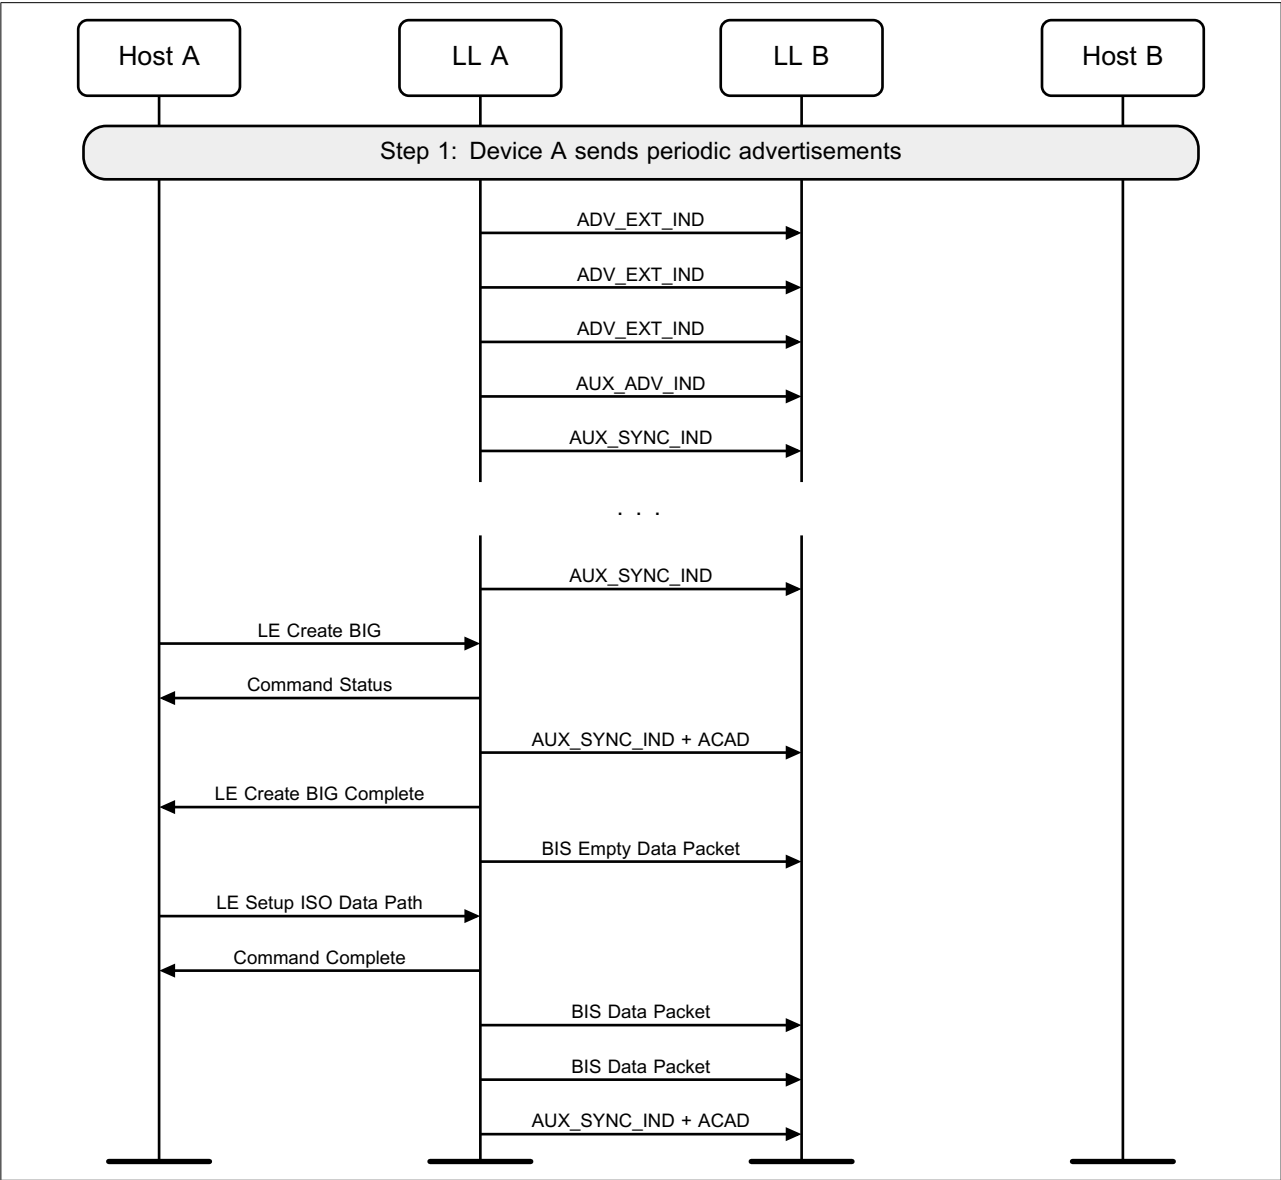 Host A
LL A
LL B
Host B
Step 1: Device A sends periodic advertisements
ADV_EXT_IND
ADV_EXT_IND
ADV_EXT_IND
AUX_ADV_IND
AUX_SYNC_IND
. . .
AUX_SYNC_IND
LE Create BIG
Command Status
AUX_SYNC_IND + ACAD
LE Create BIG Complete
BIS Empty Data Packet
LE Setup ISO Data Path
Command Complete
BIS Data Packet
BIS Data Packet
AUX_SYNC_IND + ACAD